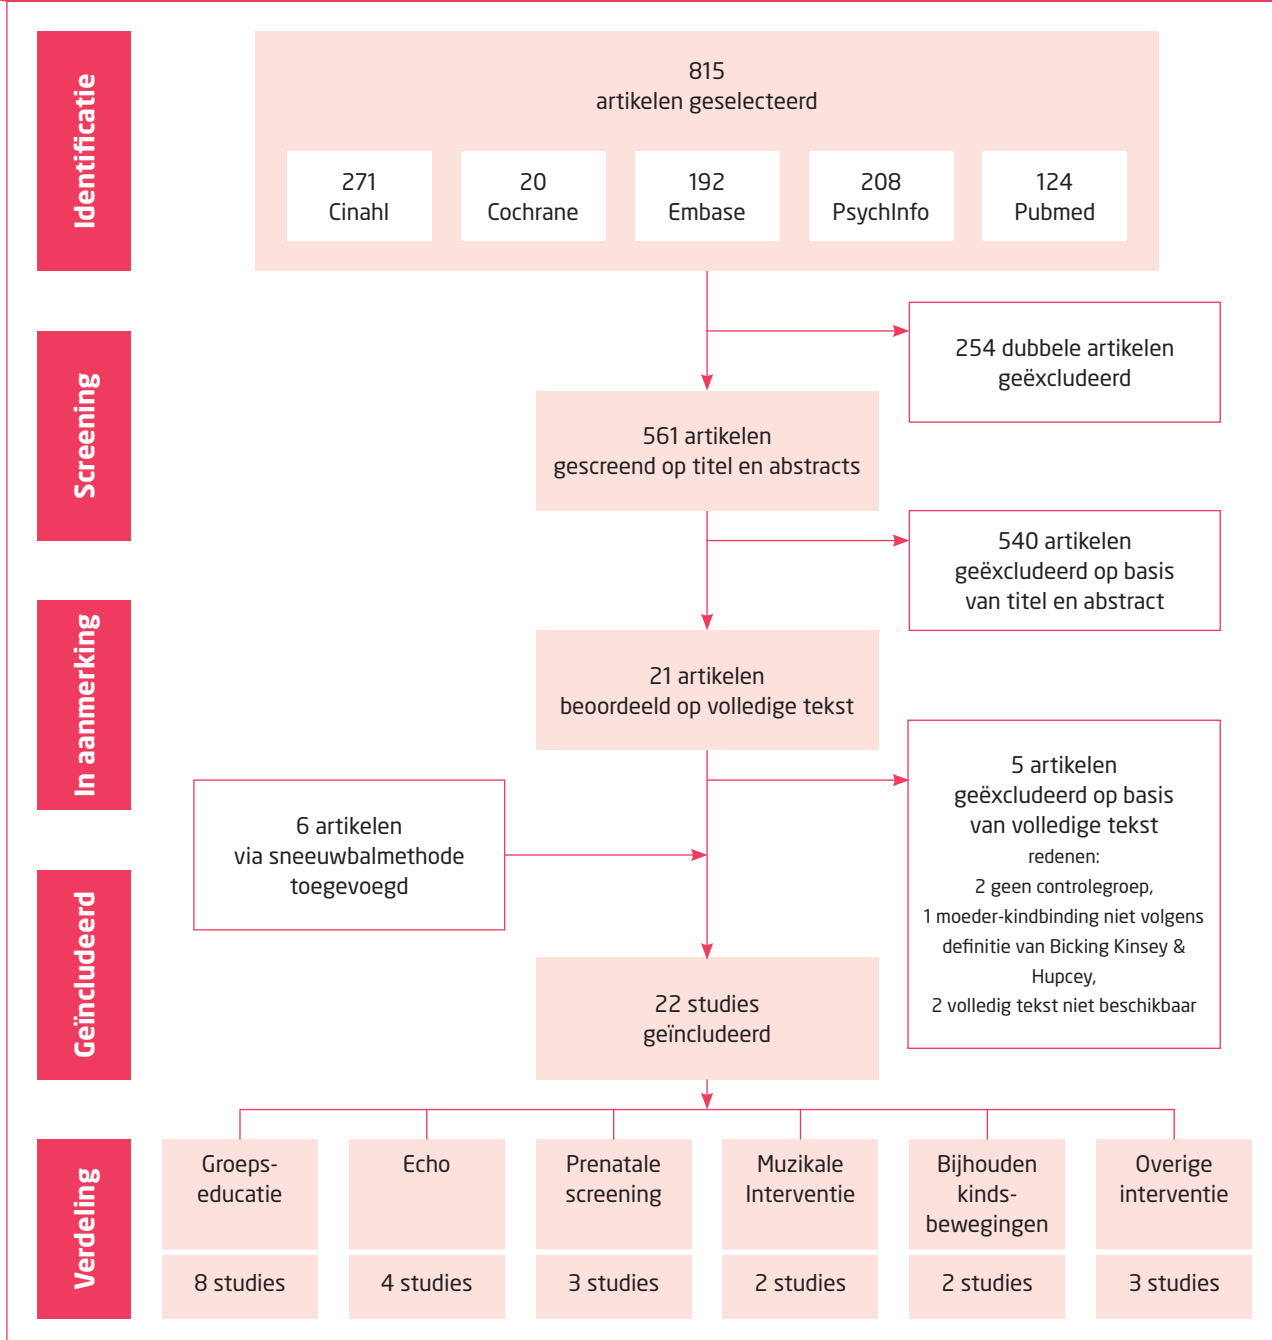 Identificatie
815
artikelen geselecteerd
271
Cinahl
20
Cochrane
192
Embase
208
PsychInfo
124
Pubmed
254 dubbele artikelen
geëxcludeerd
Screening
561 artikelen
gescreend op titel en abstracts
540 artikelen
geëxcludeerd op basis
van titel en abstract
In aanmerking
21 artikelen
beoordeeld op volledige tekst
5 artikelen
geëxcludeerd op basis
van volledige tekst
redenen:
2 geen controlegroep,
1 moeder-kindbinding niet volgens
definitie van Bicking Kinsey &
Hupcey,
2 volledig tekst niet beschikbaar
6 artikelen
via sneeuwbalmethode
toegevoegd
Geïncludeerd
22 studies
geïncludeerd
Verdeling
Groeps-
educatie
8 studies
Echo
4 studies
Prenatale
screening
3 studies
Muzikale
Interventie
2 studies
Bijhouden
kinds-
bewegingen
2 studies
Overige
interventie
3 studies